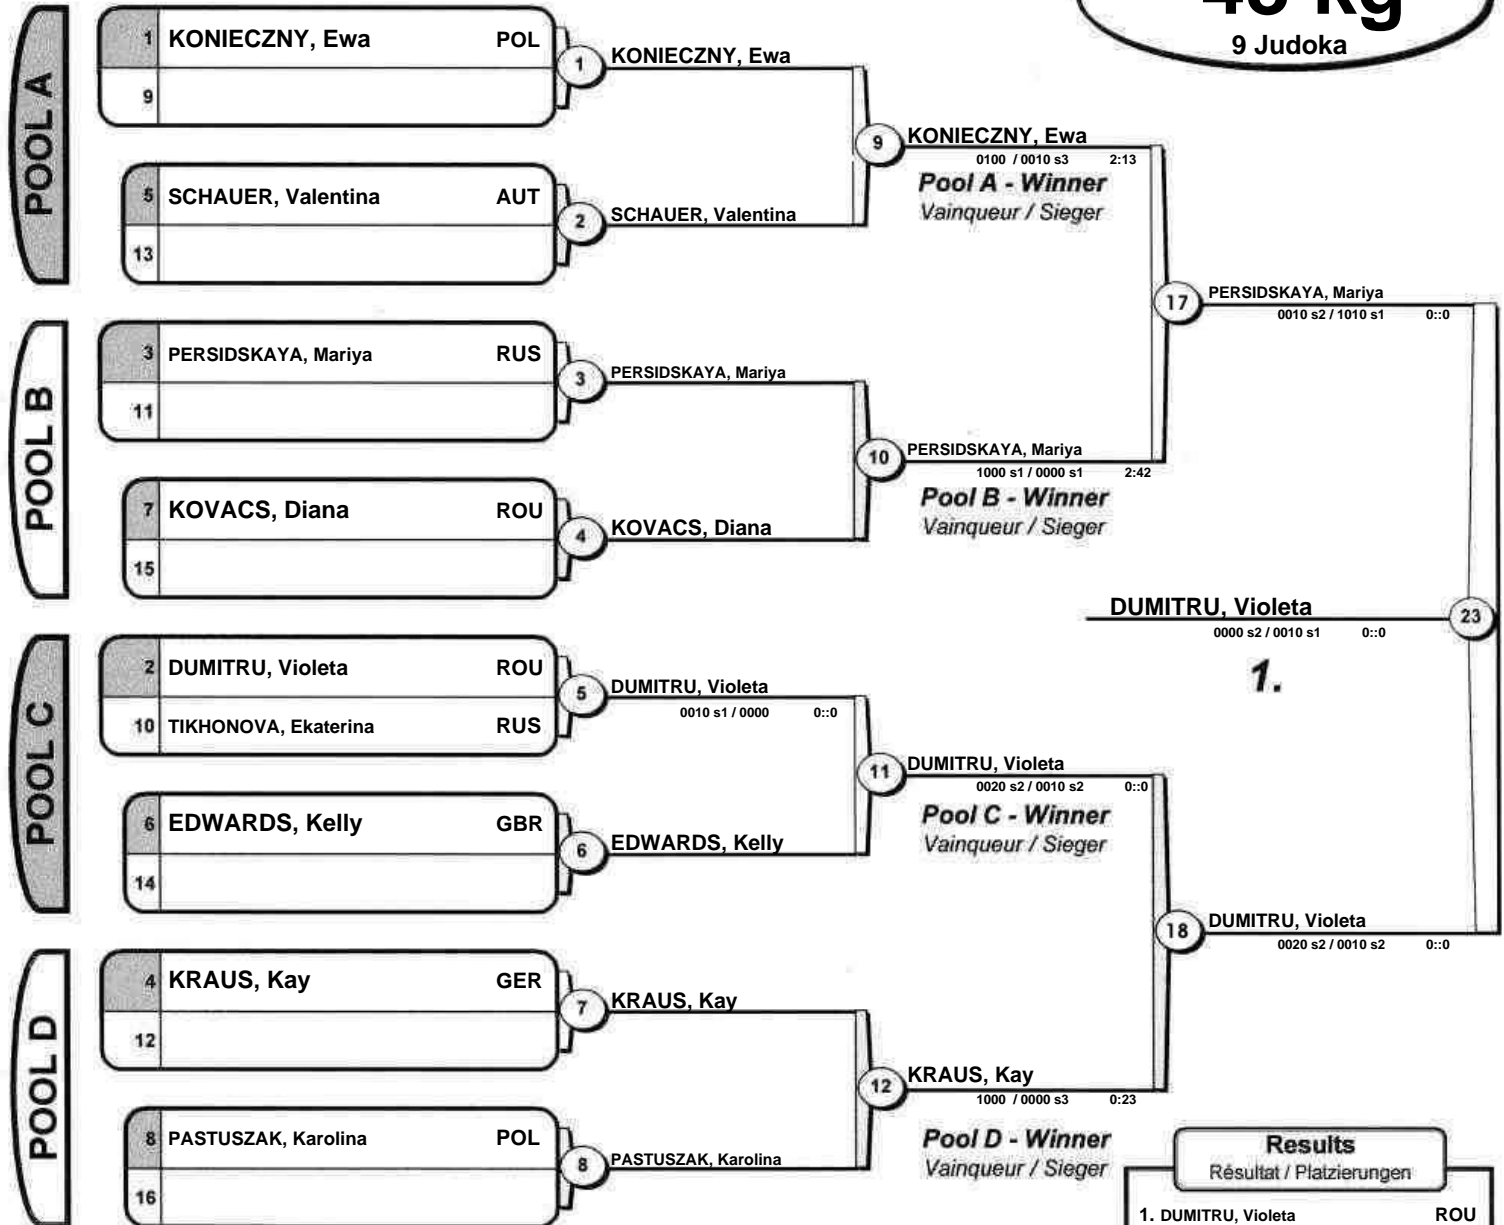 48 kg
9 Judoka
POOL A
1 KONIECZNY, Ewa POL
9
1 KONIECZNY, Ewa
5 SCHAUER, Valentina AUT
13
2 SCHAUER, Valentina
9 KONIECZNY, Ewa
0100 / 0010 s3 2:13
Pool A - Winner
Vainqueur / Sieger
POOL B
3 PERSIDSKAYA, Mariya RUS
11
3 PERSIDSKAYA, Mariya
7 KOVACS, Diana ROU
15
4 KOVACS, Diana
10 PERSIDSKAYA, Mariya
1000 s1 / 0000 s1 2:42
Pool B - Winner
Vainqueur / Sieger
17 PERSIDSKAYA, Mariya
0010 s2 / 1010 s1 0::0
DUMITRU, Violeta 23
0000 s2 / 0010 s1 0::0
1.
POOL C
2 DUMITRU, Violeta ROU
10 TIKHONOVA, Ekaterina RUS
5 DUMITRU, Violeta
0010 s1 / 0000 0::0
6 EDWARDS, Kelly GBR
14
6 EDWARDS, Kelly
11 DUMITRU, Violeta
0020 s2 / 0010 s2 0::0
Pool C - Winner
Vainqueur / Sieger
18 DUMITRU, Violeta
0020 s2 / 0010 s2 0::0
POOL D
4 KRAUS, Kay GER
12
7 KRAUS, Kay
8 PASTUSZAK, Karolina POL
16
8 PASTUSZAK, Karolina
12 KRAUS, Kay
1000 / 0000 s3 0:23
Pool D - Winner
Vainqueur / Sieger
Results
Résultat / Platzierungen
1. DUMITRU, Violeta ROU